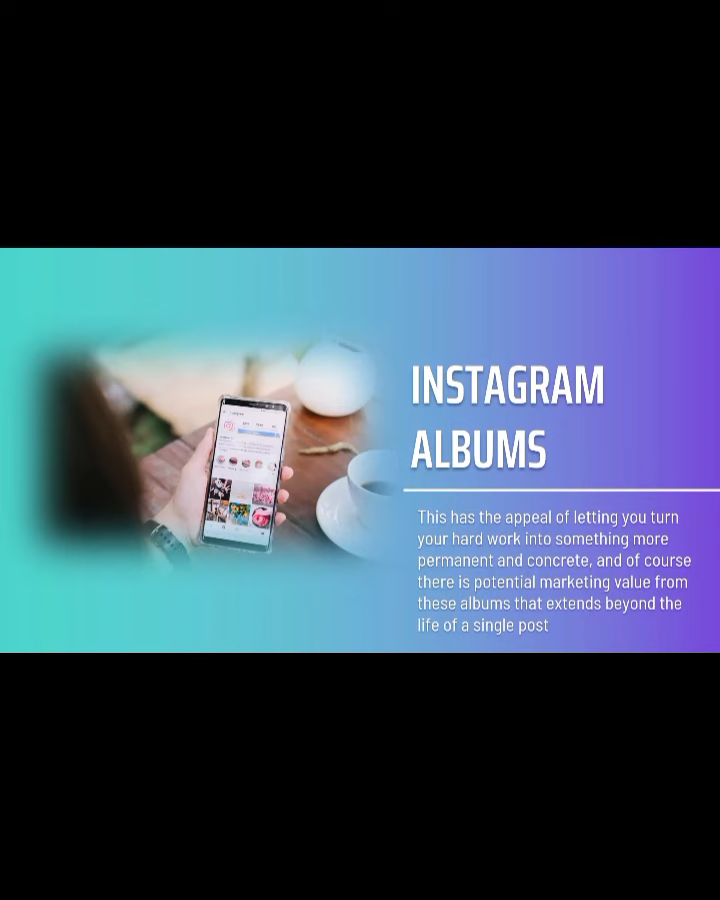 INSTAGRAM
ALBUMS
This has the appeal of letting you turn
your hard work into something more
permanent and concrete, and of course
there is potential marketing value from
these albums that extends beyond the
life of a single post